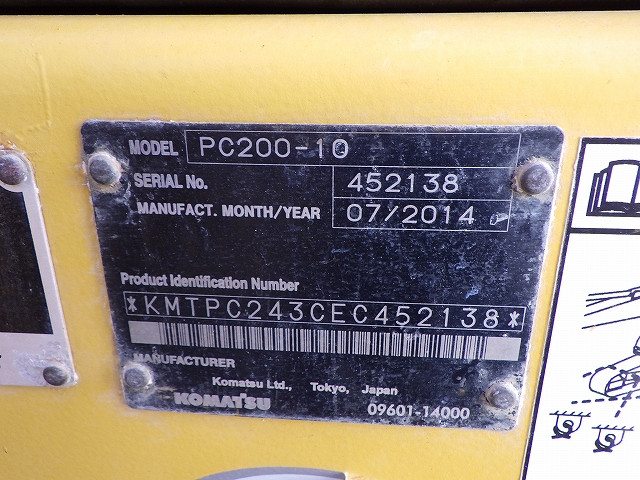 MODEL PC200-10
SERIAL No. 452138
MANUFACT. MONTH/YEAR 07/2014
Product Identification Number
*KMTPC243CEC452138*
MANUFACTURER
Komatsu Ltd., Tokyo, Japan
KOMATSU 09601-14000